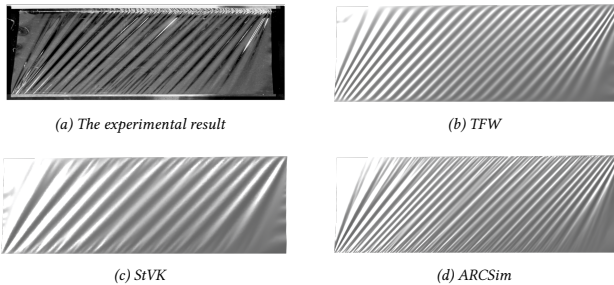 (a) The experimental result
(b) TFW
(c) StVK
(d) ARCSim